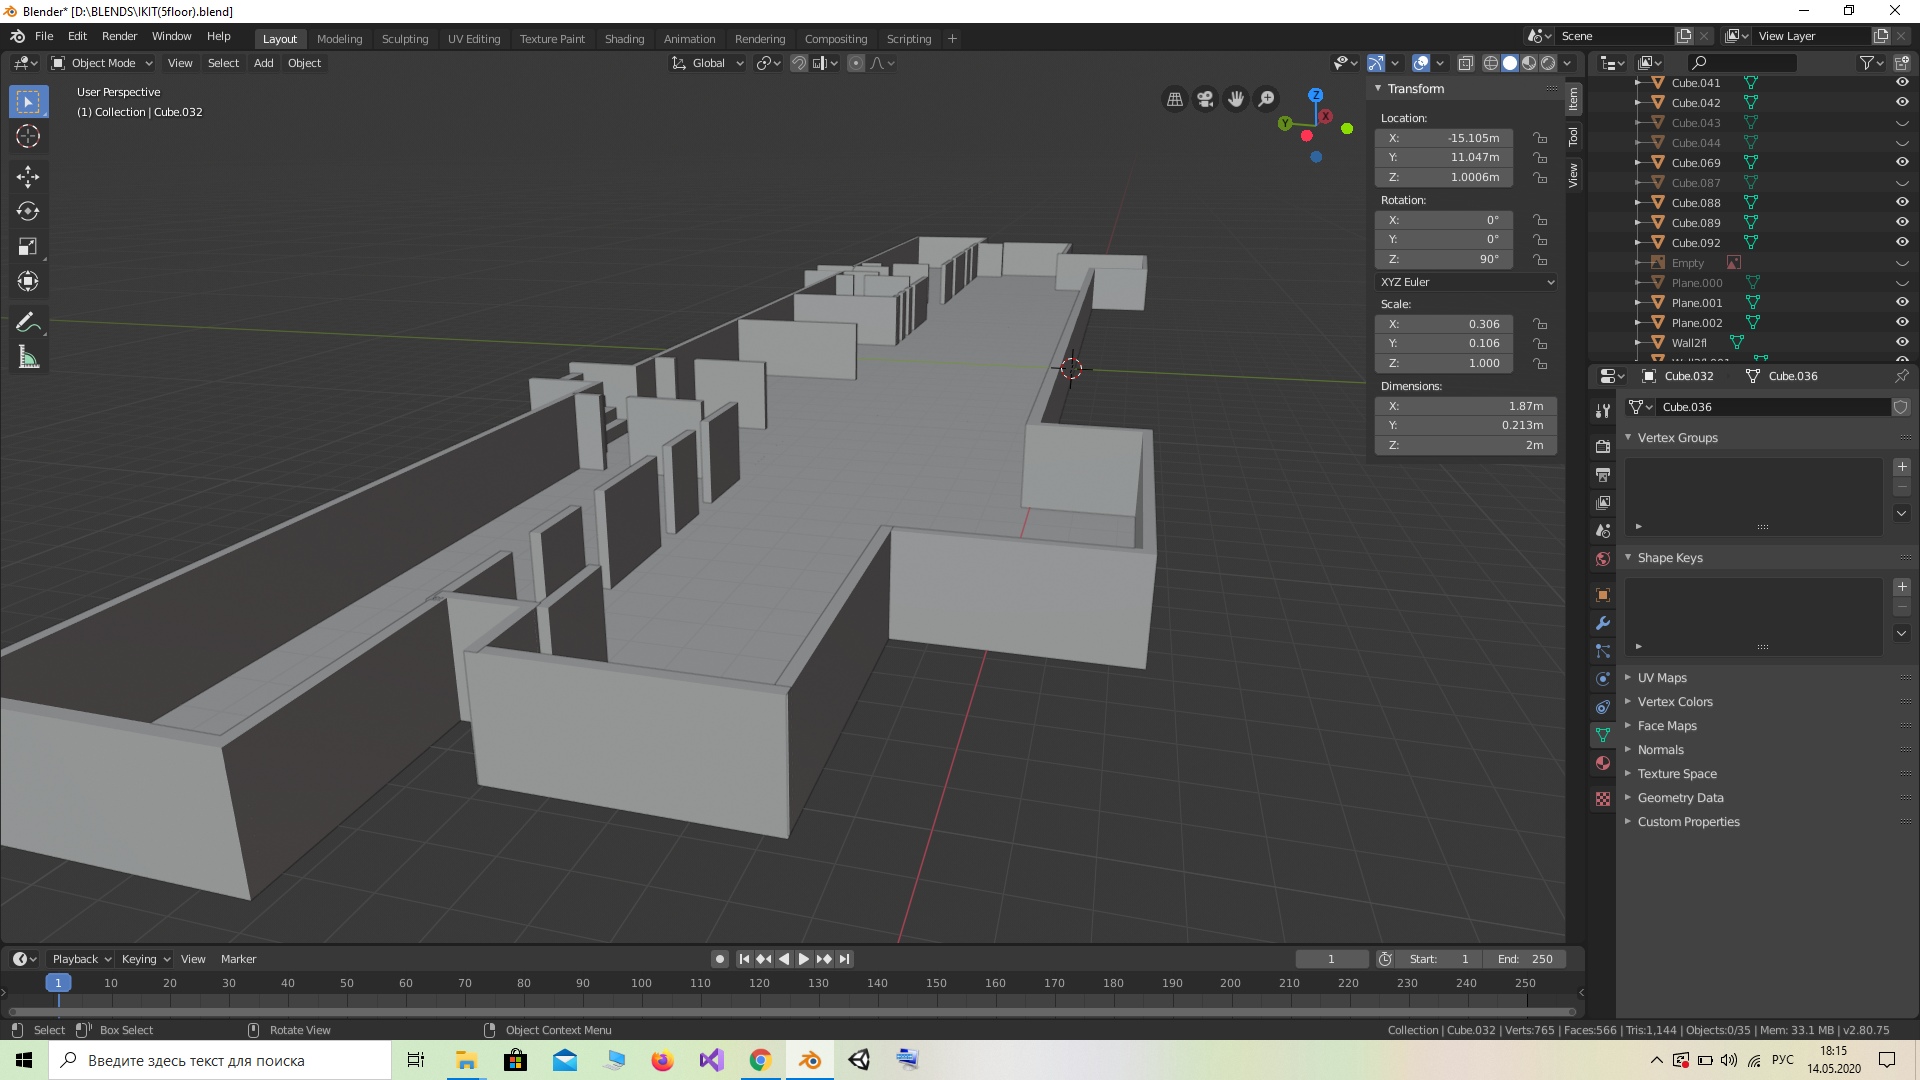 Blender* [D:\BLENDS\IKIT(5floor).blend]
File Edit Render Window Help
Layout Modeling Sculpting UV Editing Texture Paint Shading Animation Rendering Compositing Scripting +
Scene
View Layer
Object Mode View Select Add Object
Global
User Perspective
(1) Collection | Cube.032
Z
Y
X
Transform
Location:
X: -15.105m
Y: 11.047m
Z: 1.0006m
Rotation:
X: 0°
Y: 0°
Z: 90°
XYZ Euler
Scale:
X: 0.306
Y: 0.106
Z: 1.000
Dimensions:
X: 1.87m
Y: 0.213m
Z: 2m
Item
Tool
View
Cube.041
Cube.042
Cube.043
Cube.044
Cube.069
Cube.087
Cube.088
Cube.089
Cube.092
Empty
Plane.000
Plane.001
Plane.002
Wall2fl
Cube.032 Cube.036
Cube.036
Vertex Groups
Shape Keys
UV Maps
Vertex Colors
Face Maps
Normals
Texture Space
Geometry Data
Custom Properties
Playback Keying View Marker
1
Start: 1 End: 250
1 10 20 30 40 50 60 70 80 90 100 110 120 130 140 150 160 170 180 190 200 210 220 230 240 250
Select Box Select Rotate View Object Context Menu
Collection | Cube.032 | Verts:765 | Faces:566 | Tris:1,144 | Objects:0/35 | Mem: 33.1 MB | v2.80.75
Введите здесь текст для поиска
РУС
18:15
14.05.2020